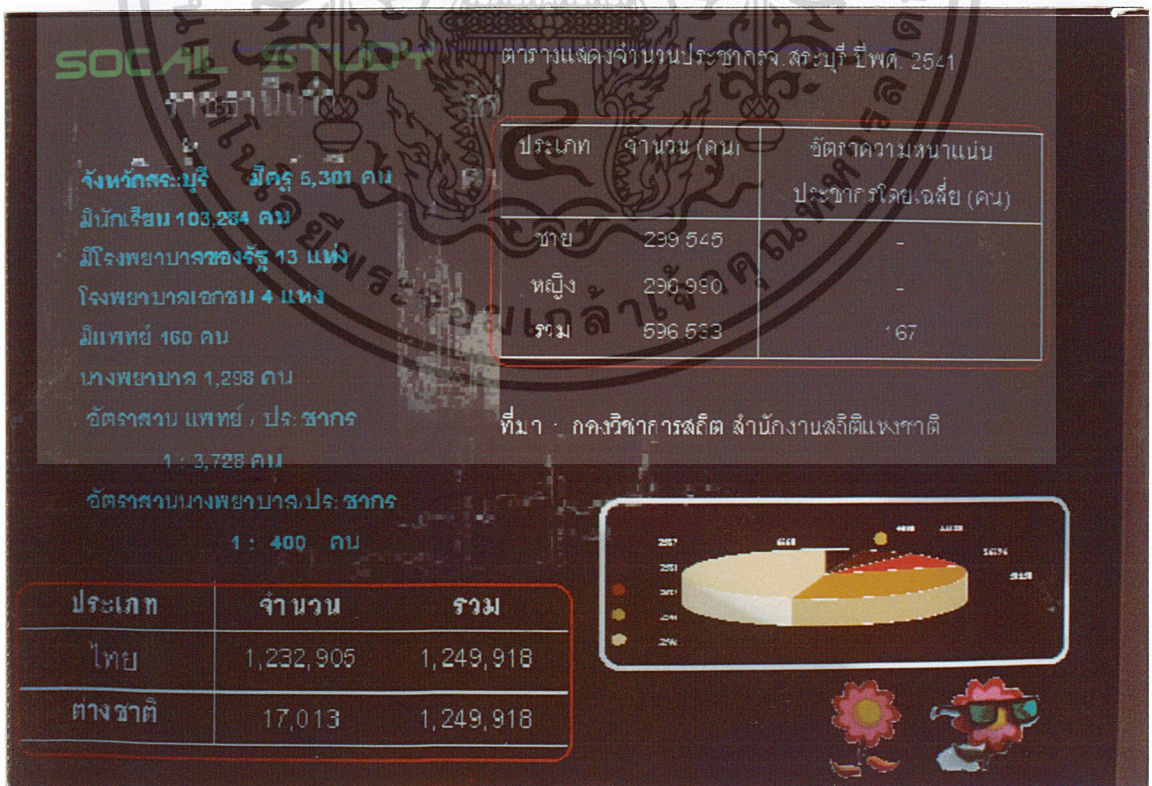 SOCAIL STUDY
จังหวัดสระบุรี มีครู 5,301 คน
มีนักเรียน 103,284 คน
มีโรงพยาบาลของรัฐ 13 แห่ง
โรงพยาบาลเอกชน 4 แห่ง
มีแพทย์ 160 คน
นางพยาบาล 1,298 คน
อัตราส่วน แพทย์ / ประชากร
1 : 3,728 คน
อัตราส่วนนางพยาบาล/ประชากร
1 : 400 คน
ตารางแสดงจำนวนประชากรจ.สระบุรี ปีพศ. 2541
ประเภท จำนวน (คน) อัตราความหนาแน่น
ประชากรโดยเฉลี่ย (คน)
ชาย 299,545 -
หญิง 296,990 -
รวม 596,533 167
ที่มา : กองวิชาการสถิติ สำนักงานสถิติแห่งชาติ
ประเภท จำนวน รวม
ไทย 1,232,905 1,249,918
ต่างชาติ 17,013 1,249,918